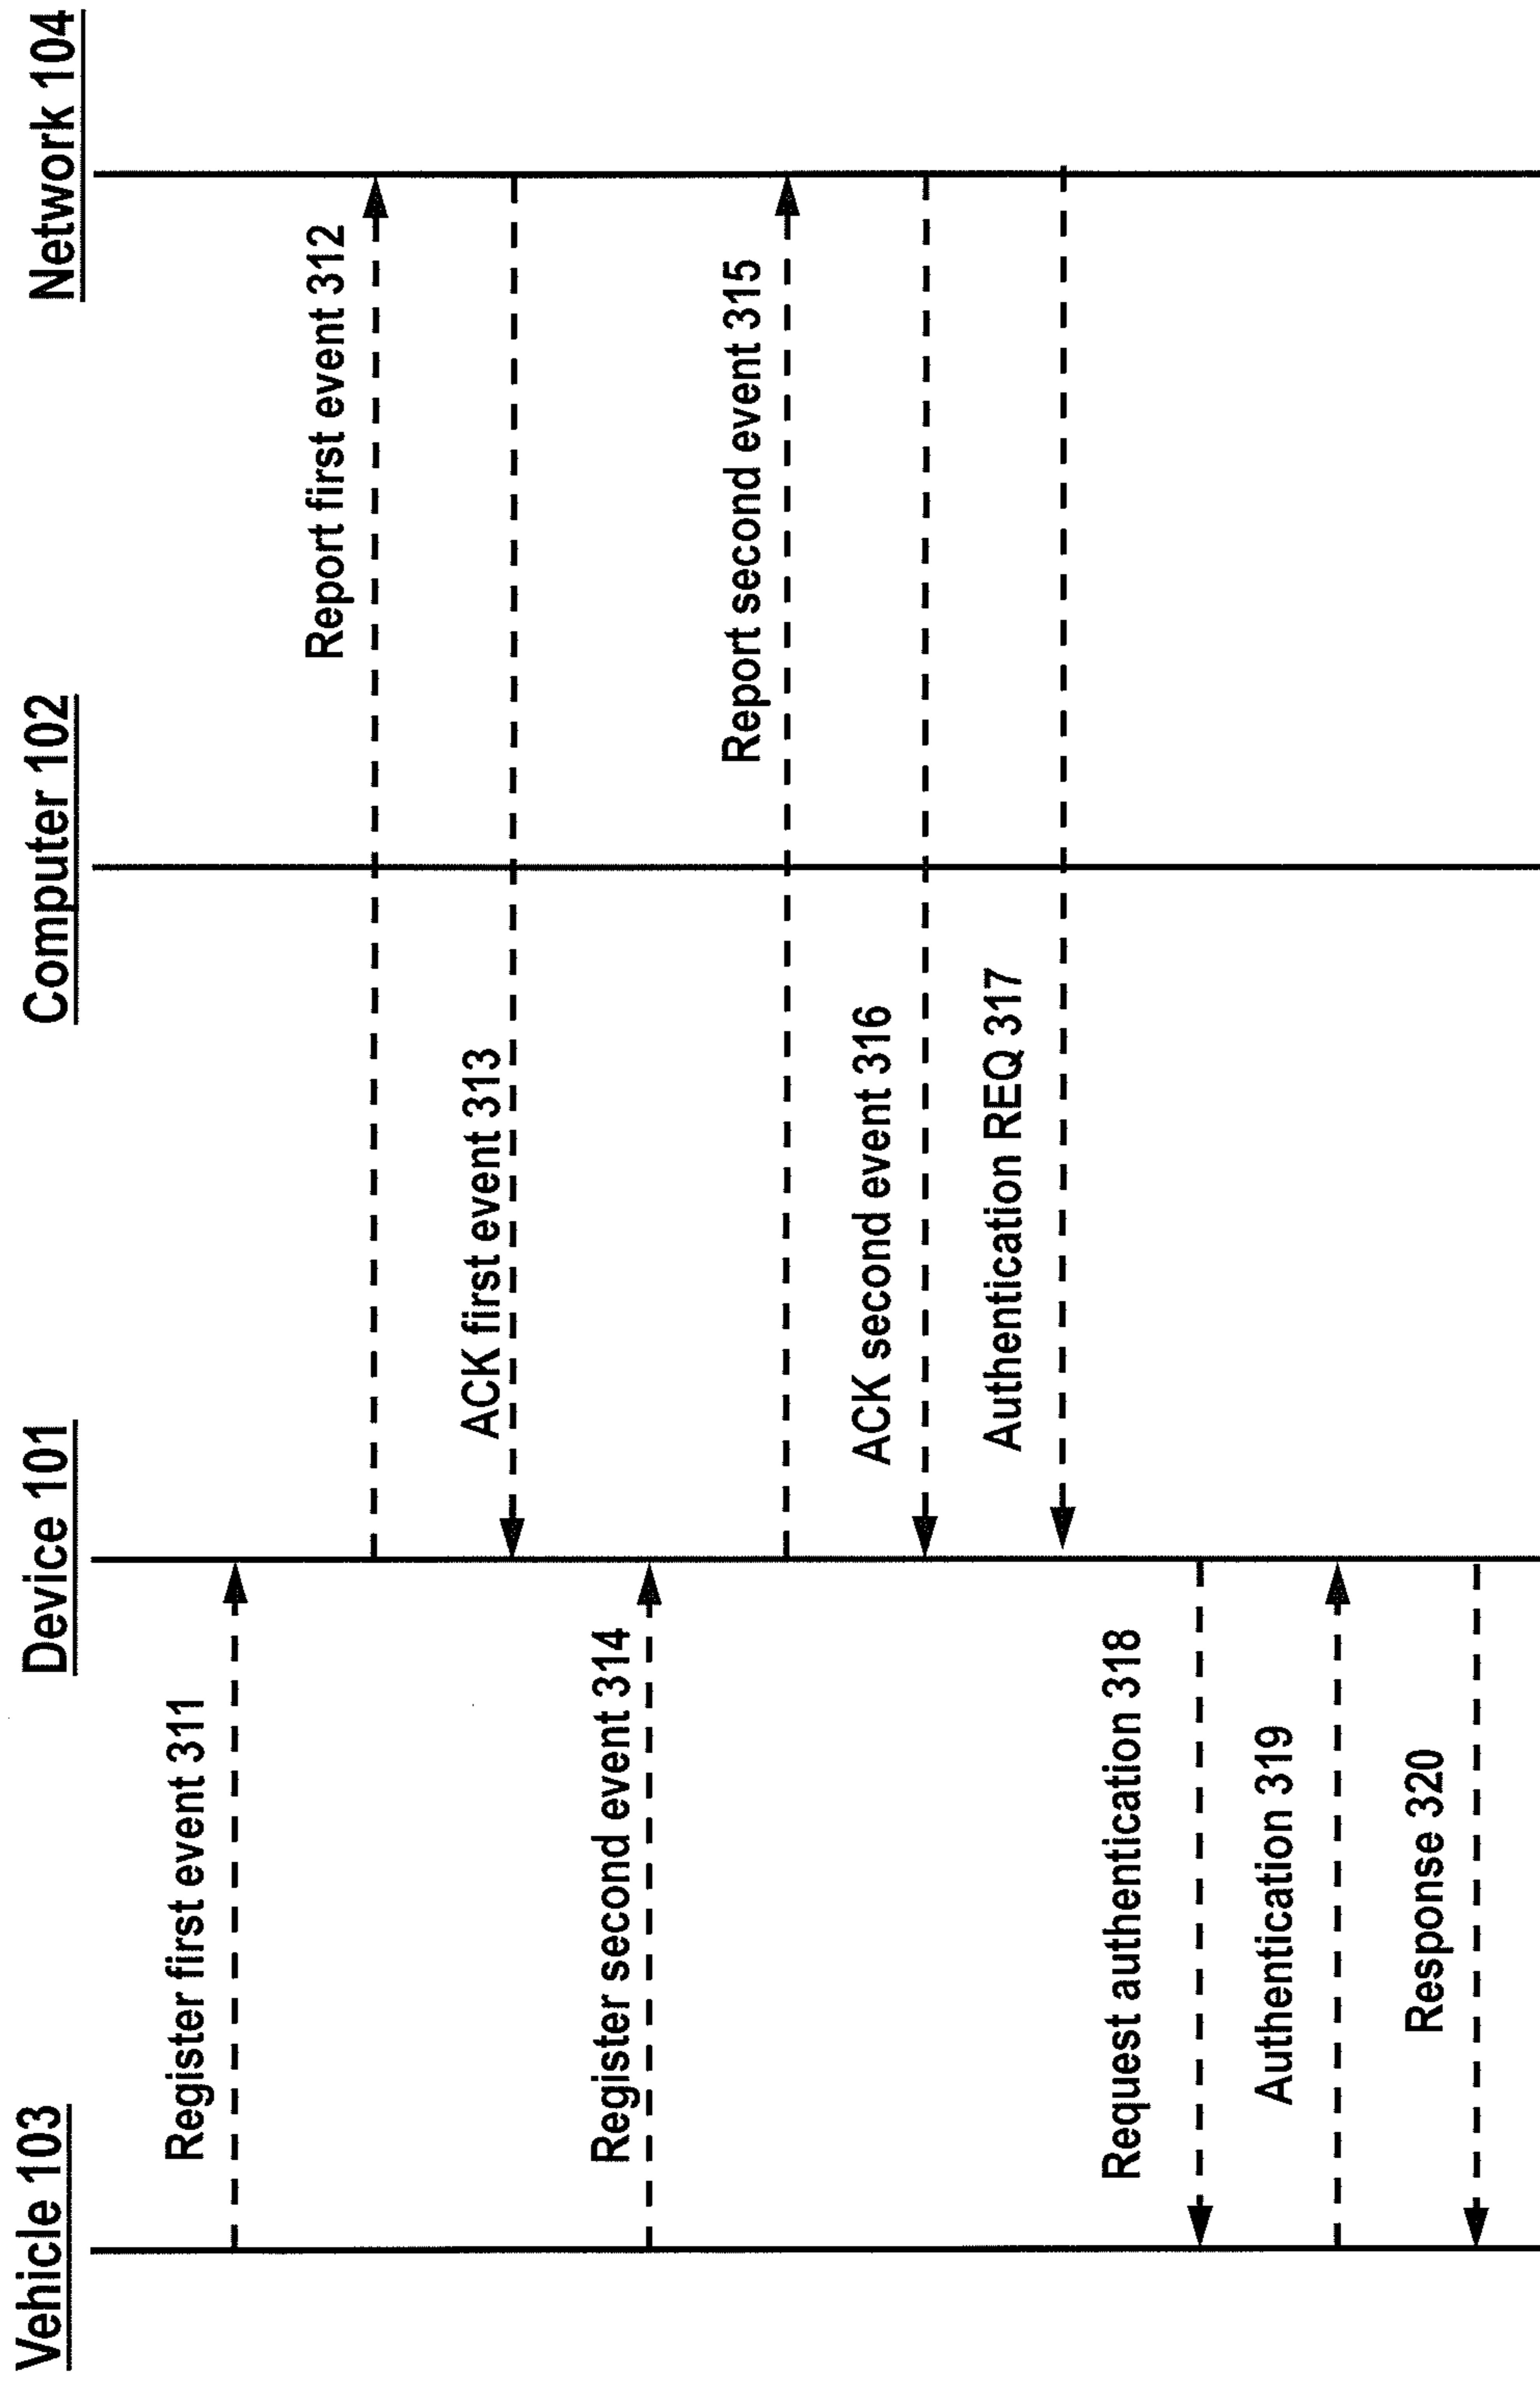 Vehicle 103
Device 101
Computer 102
Network 104
Register first event 311
Report first event 312
ACK first event 313
Register second event 314
Report second event 315
ACK second event 316
Authentication REQ 317
Request authentication 318
Authentication 319
Response 320